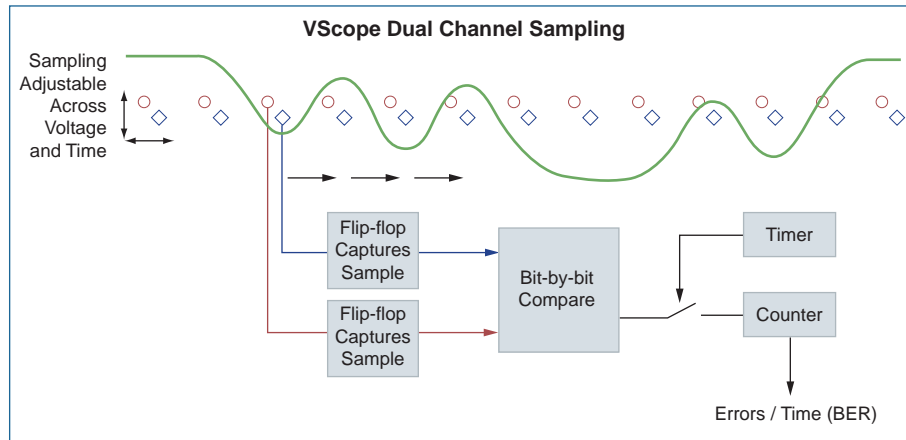 VScope Dual Channel Sampling
Sampling
Adjustable
Across
Voltage
and Time
Flip-flop
Captures
Sample
Bit-by-bit
Compare
Timer
Flip-flop
Captures
Sample
Counter
Errors / Time (BER)